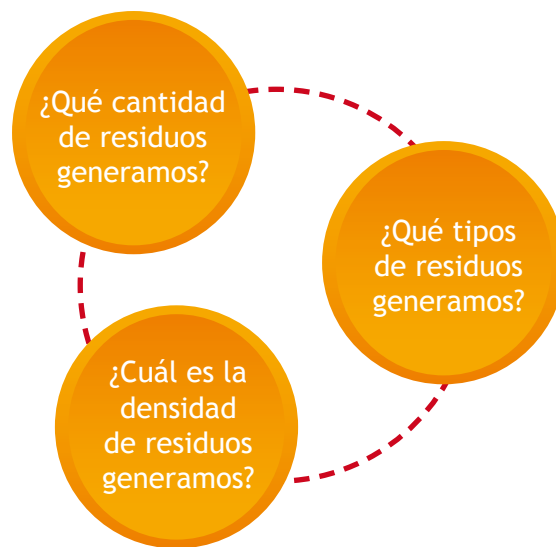 ¿Qué cantidad
de residuos
generamos?
¿Qué tipos
de residuos
generamos?
¿Cuál es la
densidad
de residuos
generamos?